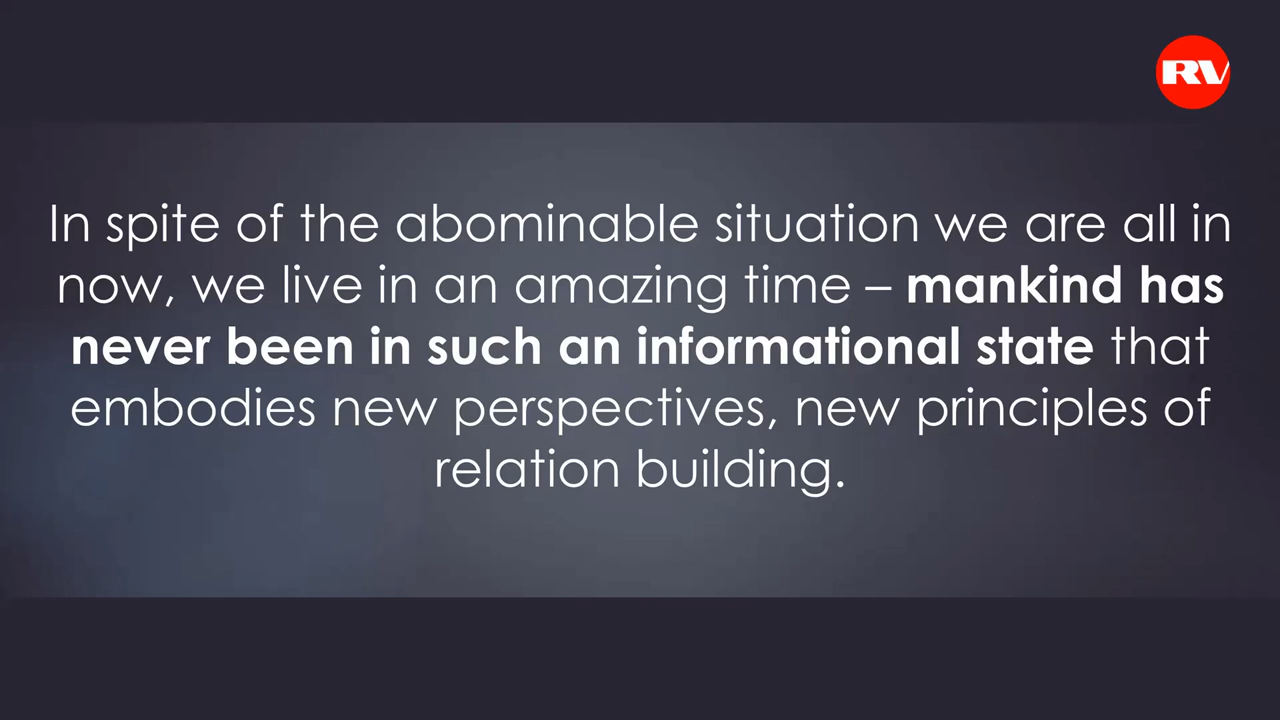 RV
In spite of the abominable situation we are all in
now, we live in an amazing time – mankind has
never been in such an informational state that
embodies new perspectives, new principles of
relation building.